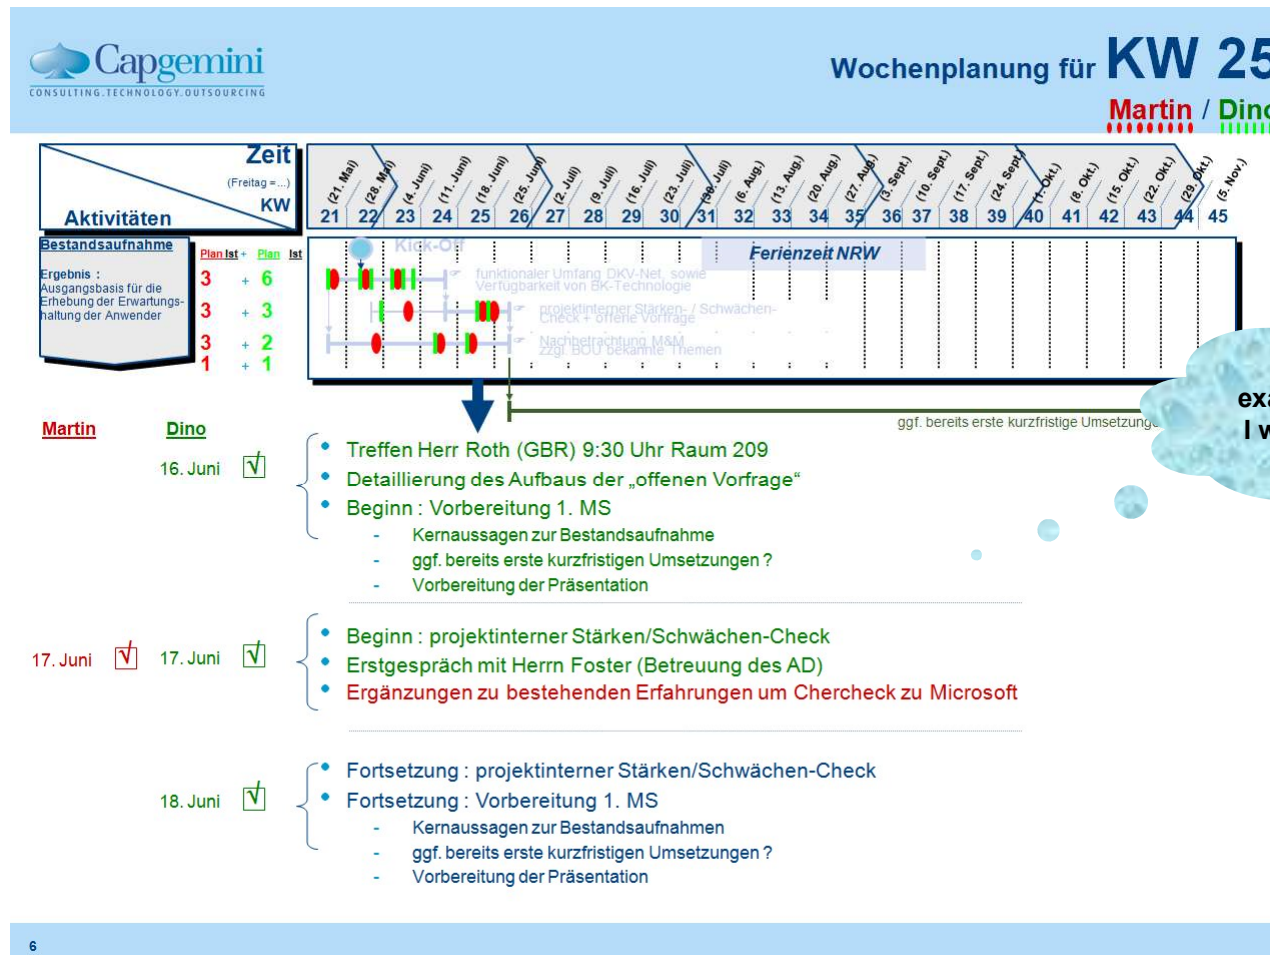 Capgemini
CONSULTING.TECHNOLOGY.OUTSOURCING
Wochenplanung für KW 25
Martin / Dino
Zeit
(Freitag =...)
KW
Aktivitäten
(21. Mai) (28. Mai) (4. Juni) (11. Juni) (18. Juni) (25. Juni) (2. Juli) (9. Juli) (16. Juli) (23. Juli) (30. Juli) (6. Aug.) (13. Aug.) (20. Aug.) (27. Aug.) (3. Sept.) (10. Sept.) (17. Sept.) (24. Sept.) (1. Okt.) (8. Okt.) (15. Okt.) (22. Okt.) (29. Okt.) (5. Nov.)
21 22 23 24 25 26 27 28 29 30 31 32 33 34 35 36 37 38 39 40 41 42 43 44 45
Bestandsaufnahme
Ergebnis :
Ausgangsbasis für die
Erhebung der Erwartungs-
haltung der Anwender
Plan Ist + Plan Ist
3 + 6
3 + 3
3 + 2
1 + 1
Kick-Off
Ferienzeit NRW
funktionaler Umfang DKV-Net, sowie
Verfügbarkeit von BK-Technologie
projektinterner Stärken- / Schwächen-
Check + offene Vorfrage
Nachbetrachtung M&M
zzgl. BOU bekannte Themen
ggf. bereits erste kurzfristige Umsetzunge
exa
I w
Martin
Dino
16. Juni √
Treffen Herr Roth (GBR) 9:30 Uhr Raum 209
Detaillierung des Aufbaus der „offenen Vorfrage“
Beginn : Vorbereitung 1. MS
- Kernaussagen zur Bestandsaufnahme
- ggf. bereits erste kurzfristigen Umsetzungen ?
- Vorbereitung der Präsentation
17. Juni √ 17. Juni √
Beginn : projektinterner Stärken/Schwächen-Check
Erstgespräch mit Herrn Foster (Betreuung des AD)
Ergänzungen zu bestehenden Erfahrungen um Chercheck zu Microsoft
18. Juni √
Fortsetzung : projektinterner Stärken/Schwächen-Check
Fortsetzung : Vorbereitung 1. MS
- Kernaussagen zur Bestandsaufnahmen
- ggf. bereits erste kurzfristigen Umsetzungen ?
- Vorbereitung der Präsentation
6